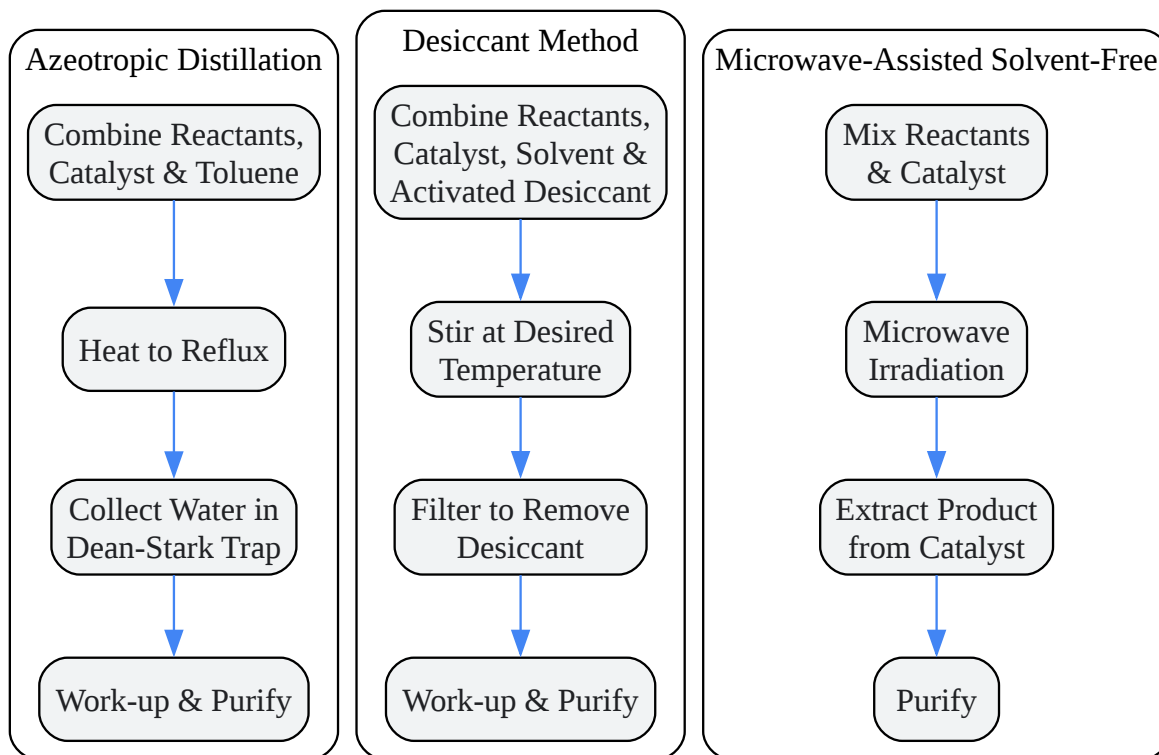 Azeotropic Distillation
Combine Reactants,
Catalyst & Toluene
Heat to Reflux
Collect Water in
Dean-Stark Trap
Work-up & Purify
Desiccant Method
Combine Reactants,
Catalyst, Solvent &
Activated Desiccant
Stir at Desired
Temperature
Filter to Remove
Desiccant
Work-up & Purify
Microwave-Assisted Solvent-Free
Mix Reactants
& Catalyst
Microwave
Irradiation
Extract Product
from Catalyst
Purify